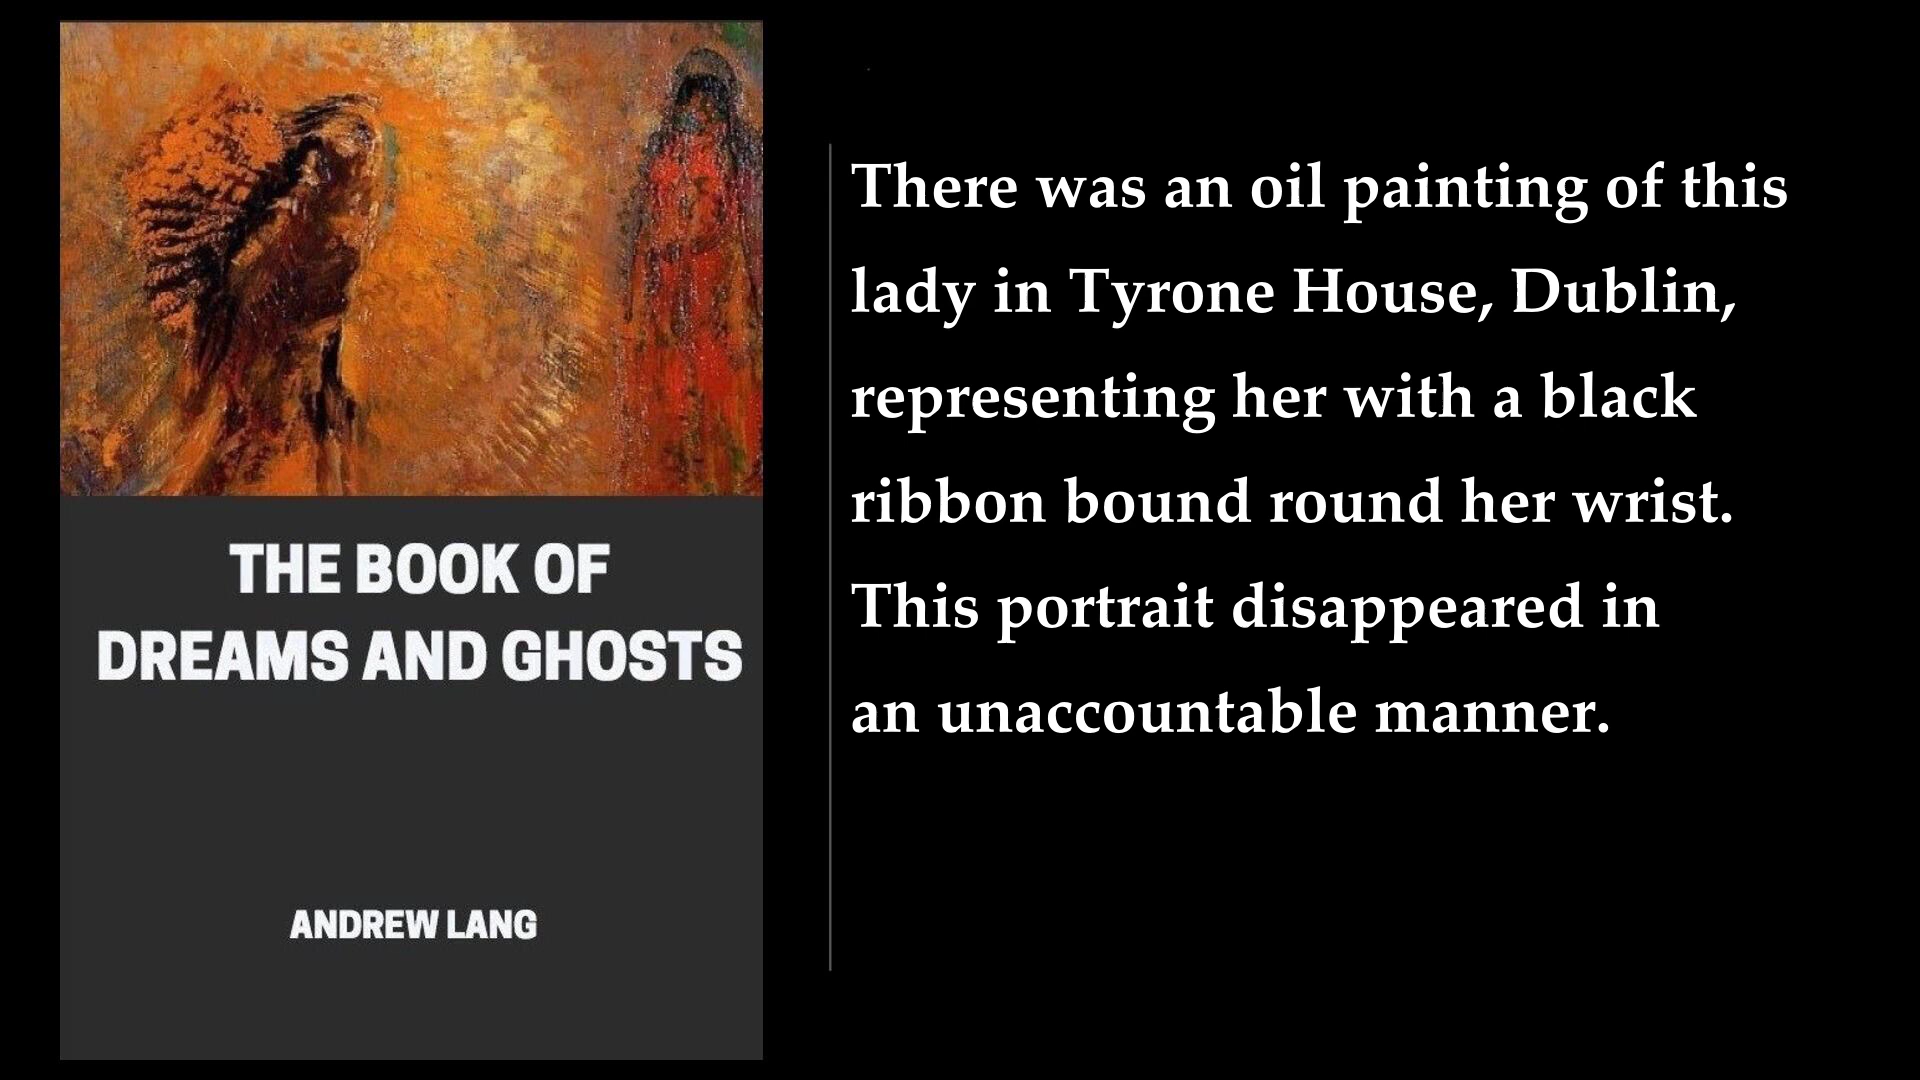 THE BOOK OF
DREAMS AND GHOSTS
ANDREW LANG
There was an oil painting of this
lady in Tyrone House, Dublin,
representing her with a black
ribbon bound round her wrist.
This portrait disappeared in
an unaccountable manner.